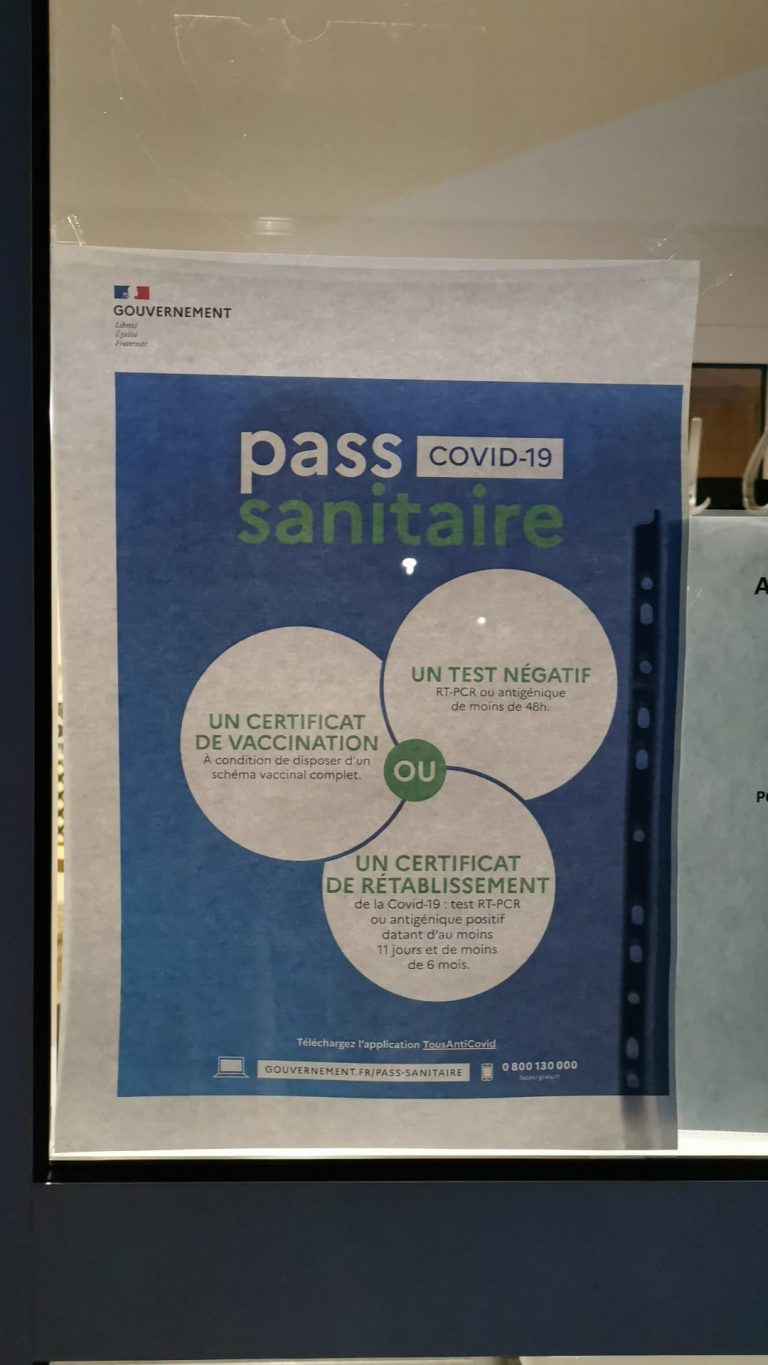 GOUVERNEMENT
Liberté
Égalité
Fraternité
pass COVID-19
sanitaire
UN TEST NÉGATIF
RT-PCR ou antigénique
de moins de 48h.
UN CERTIFICAT
DE VACCINATION
À condition de disposer d'un
schéma vaccinal complet.
OU
UN CERTIFICAT
DE RÉTABLISSEMENT
de la Covid-19 : test RT-PCR
ou antigénique positif
datant d'au moins
11 jours et de moins
de 6 mois.
Téléchargez l'application TousAntiCovid
GOUVERNEMENT.FR/PASS-SANITAIRE
0 800 130 000
(appel gratuit)
A